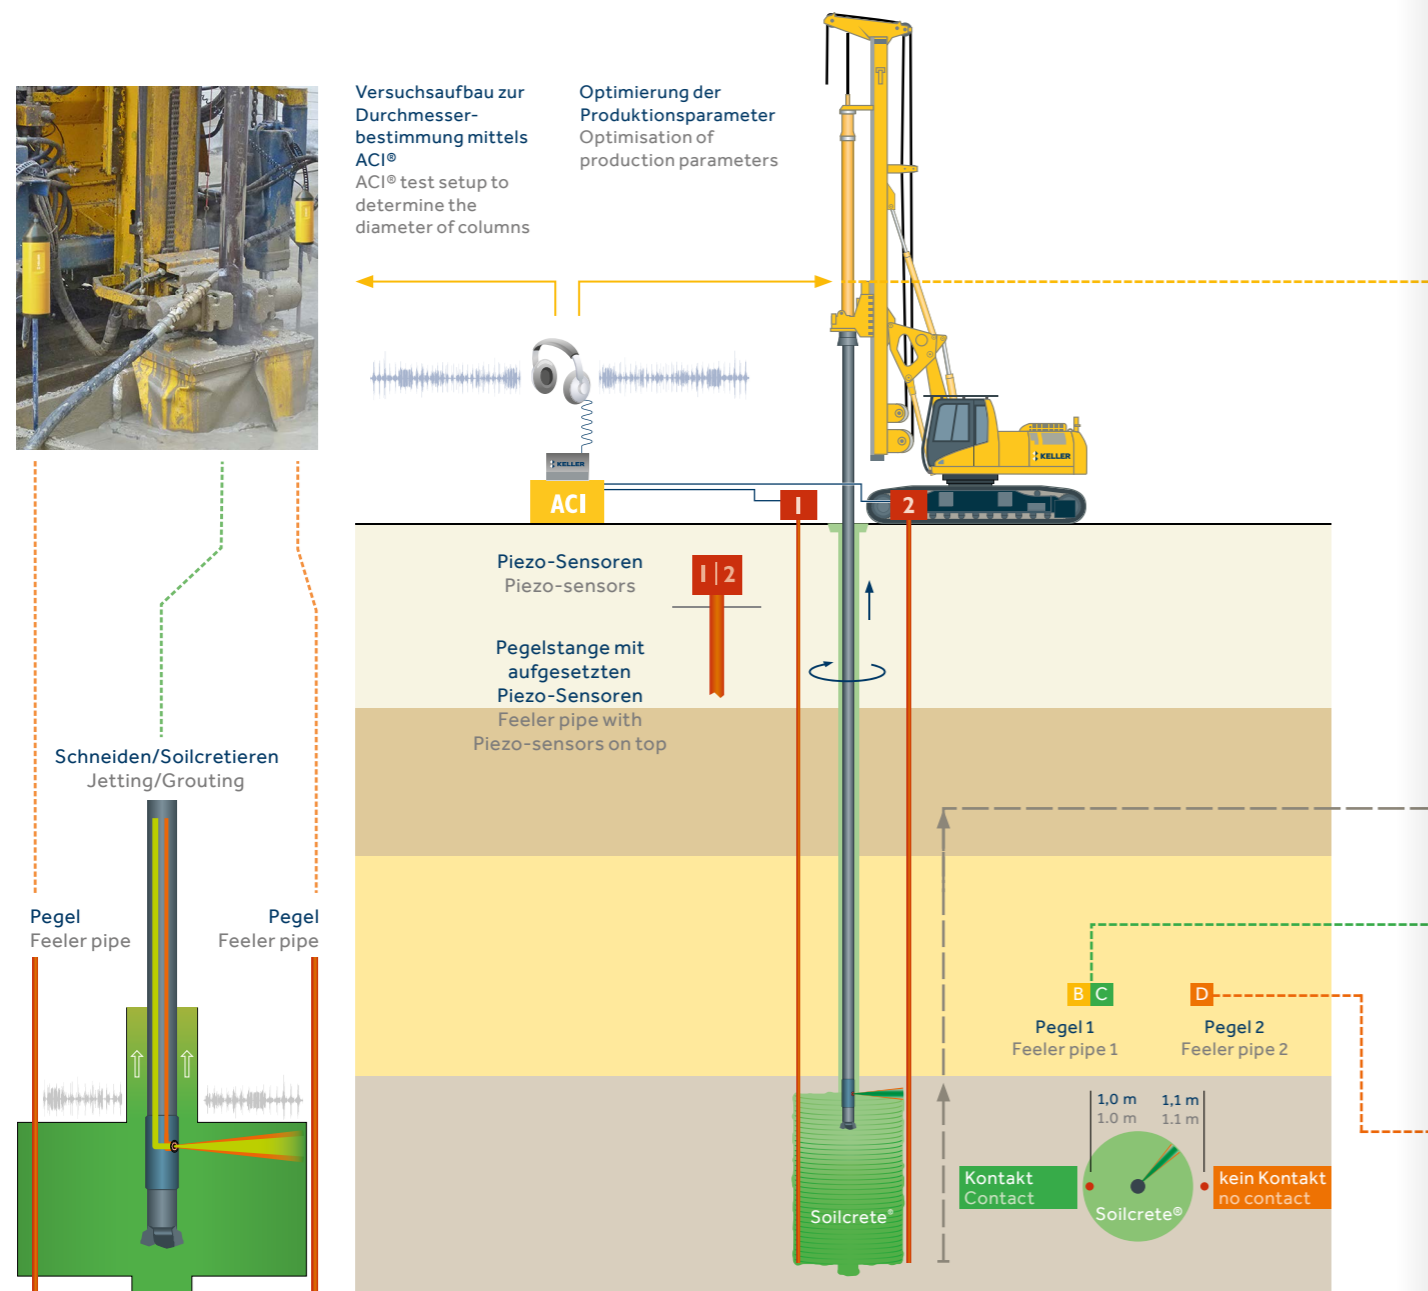 Versuchsaufbau zur
Durchmesser-
bestimmung mittels
ACI®
ACI® test setup to
determine the
diameter of columns
Optimierung der
Produktionsparameter
Optimisation of
production parameters
KELLER
ACI
1
2
KELLER
Piezo-Sensoren
Piezo-sensors
1|2
Pegelstange mit
aufgesetzten
Piezo-Sensoren
Feeler pipe with
Piezo-sensors on top
Schneiden/Soilcretieren
Jetting/Grouting
Pegel
Feeler pipe
Pegel
Feeler pipe
B C
Pegel 1
Feeler pipe 1
D
Pegel 2
Feeler pipe 2
1,0 m
1.0 m
1,1 m
1.1 m
Kontakt
Contact
kein Kontakt
no contact
Soilcrete®
Soilcrete®